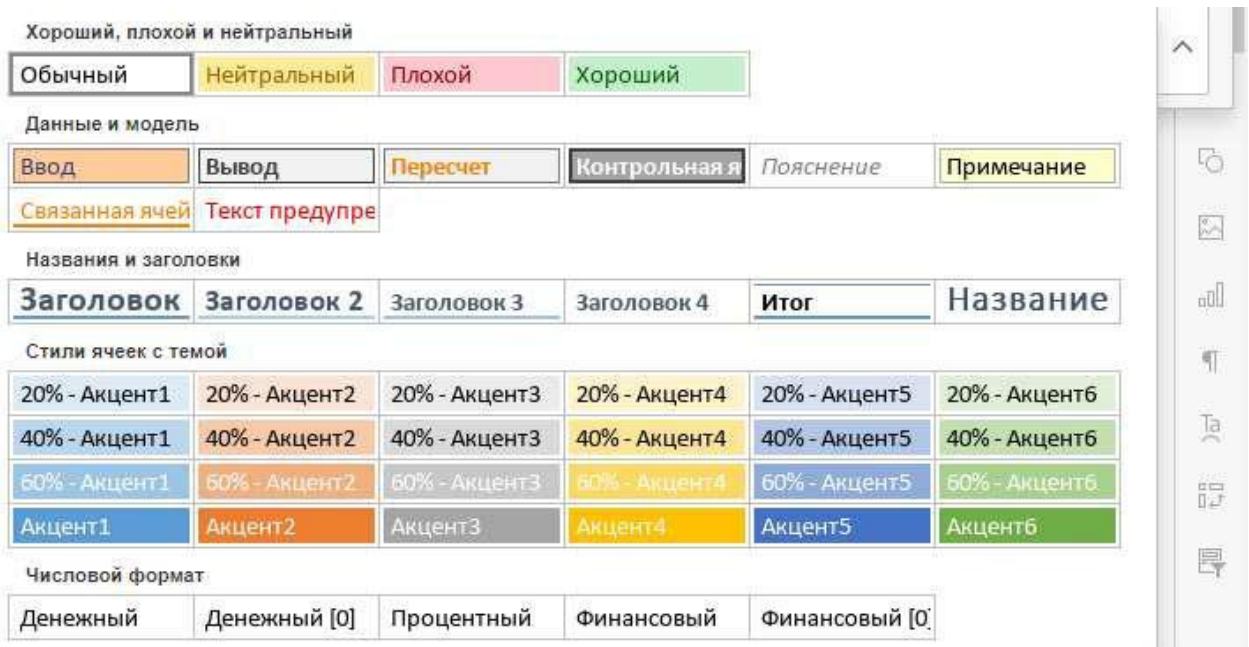 Хороший, плохой и нейтральный
Обычный Нейтральный Плохой Хороший
Данные и модель
Ввод Вывод Пересчет Контрольная я Пояснение Примечание
Связанная ячей Текст предупре
Названия и заголовки
Заголовок Заголовок 2 Заголовок 3 Заголовок 4 Итог Название
Стили ячеек с темой
20% - Акцент1 20% - Акцент2 20% - Акцент3 20% - Акцент4 20% - Акцент5 20% - Акцент6
40% - Акцент1 40% - Акцент2 40% - Акцент3 40% - Акцент4 40% - Акцент5 40% - Акцент6
60% - Акцент1 60% - Акцент2 60% - Акцент3 60% - Акцент4 60% - Акцент5 60% - Акцент6
Акцент1 Акцент2 Акцент3 Акцент4 Акцент5 Акцент6
Числовой формат
Денежный Денежный [0] Процентный Финансовый Финансовый [0]
Ta